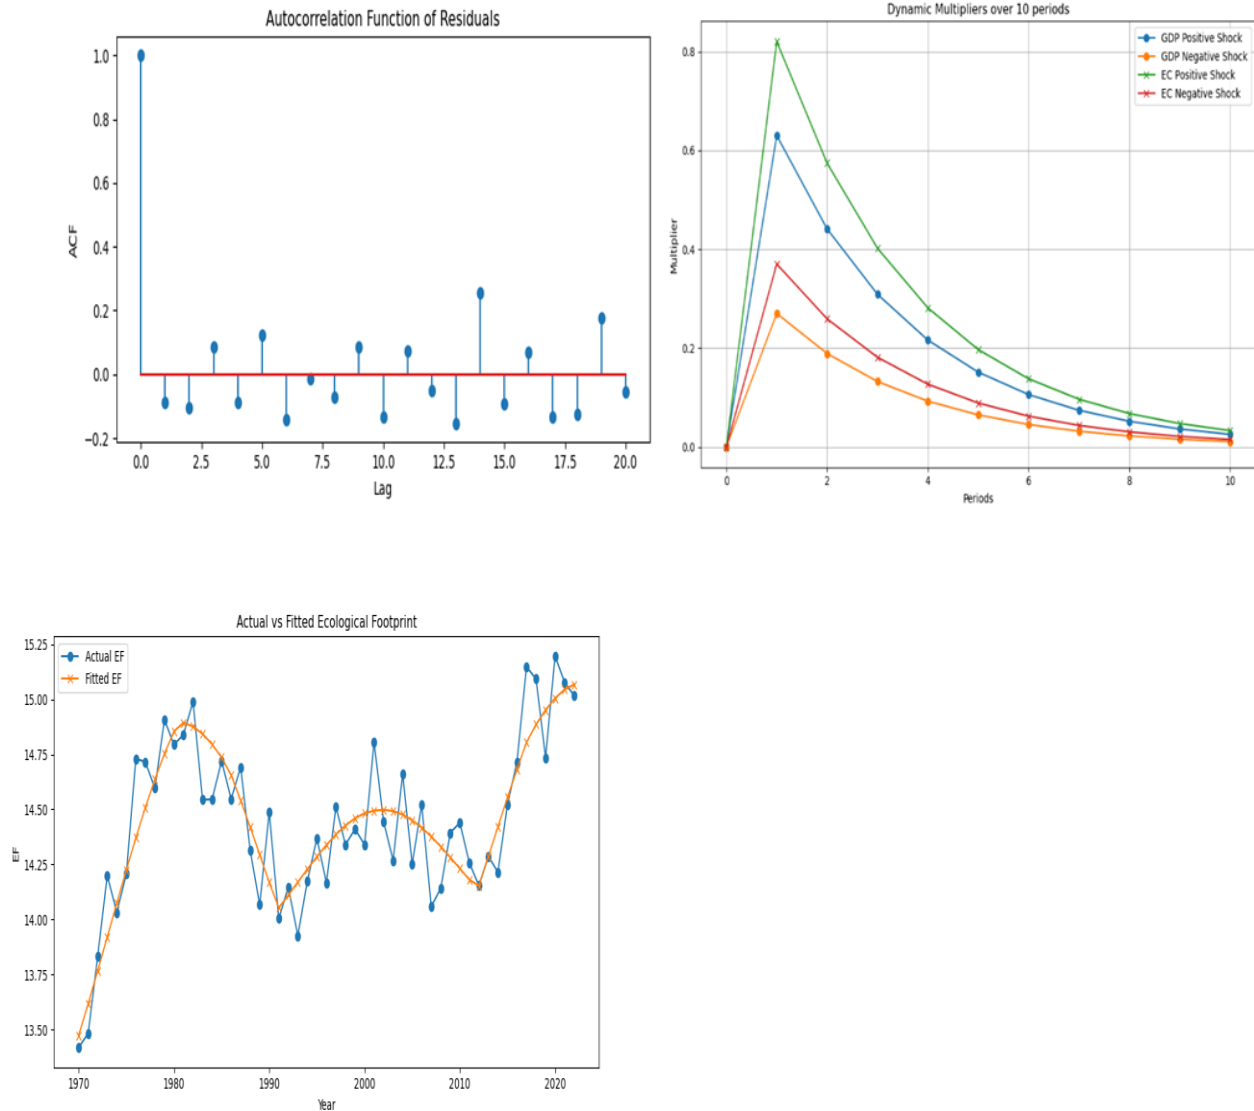 Autocorrelation Function of Residuals
1.0
0.8
0.6
0.4
0.2
0.0
−0.2
ACF
0.0 2.5 5.0 7.5 10.0 12.5 15.0 17.5 20.0
Lag
Dynamic Multipliers over 10 periods
GDP Positive Shock
GDP Negative Shock
EC Positive Shock
EC Negative Shock
0.8
0.6
0.4
0.2
0.0
Multiplier
0 2 4 6 8 10
Periods
Actual vs Fitted Ecological Footprint
Actual EF
Fitted EF
15.25
15.00
14.75
14.50
14.25
14.00
13.75
13.50
EF
1970 1980 1990 2000 2010 2020
Year